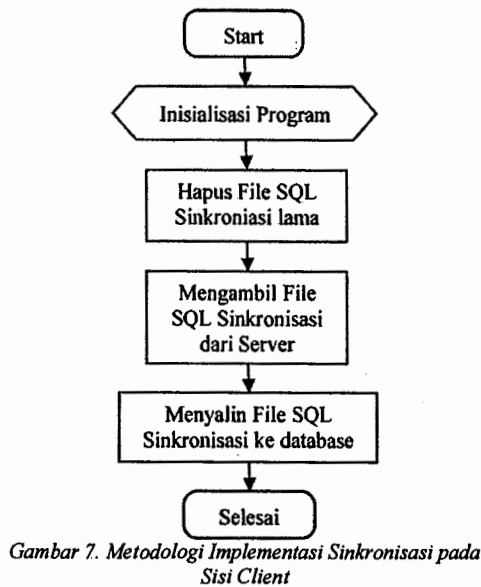 Start
Inisialisasi Program
Hapus File SQL
Sinkroniasi lama
Mengambil File
SQL Sinkronisasi
dari Server
Menyalin File SQL
Sinkronisasi ke database
Selesai
Gambar 7. Metodologi Implementasi Sinkronisasi pada
Sisi Client